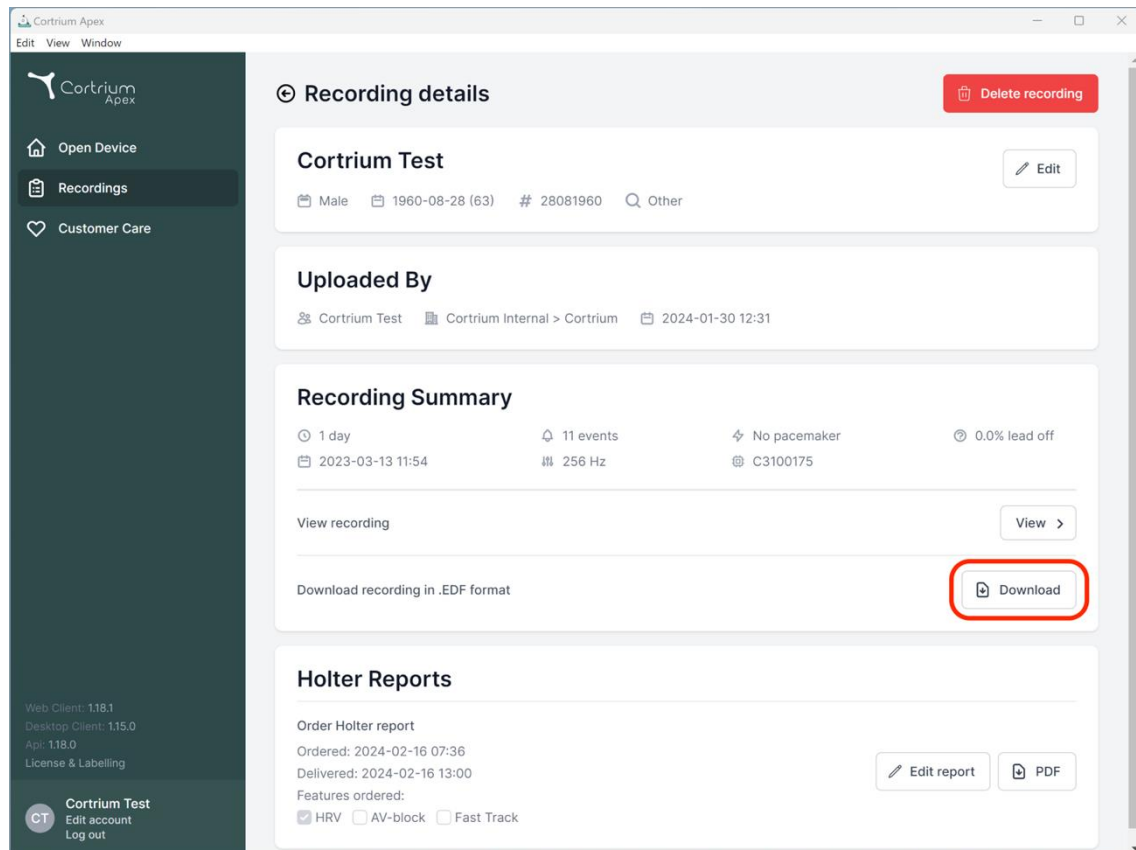 Cortrium Apex
Edit View Window
Cortrium
Apex
Open Device
Recordings
Customer Care
Web Client: 1.18.1
Desktop Client: 1.15.0
Api: 1.18.0
License & Labelling
CT
Cortrium Test
Edit account
Log out
Recording details
Delete recording
Cortrium Test
Edit
Male 1960-08-28 (63) # 28081960 Other
Uploaded By
Cortrium Test Cortrium Internal > Cortrium 2024-01-30 12:31
Recording Summary
1 day 11 events No pacemaker 0.0% lead off
2023-03-13 11:54 256 Hz C3100175
View recording View >
Download recording in .EDF format Download
Holter Reports
Order Holter report
Ordered: 2024-02-16 07:36
Delivered: 2024-02-16 13:00
Edit report PDF
Features ordered:
HRV AV-block Fast Track